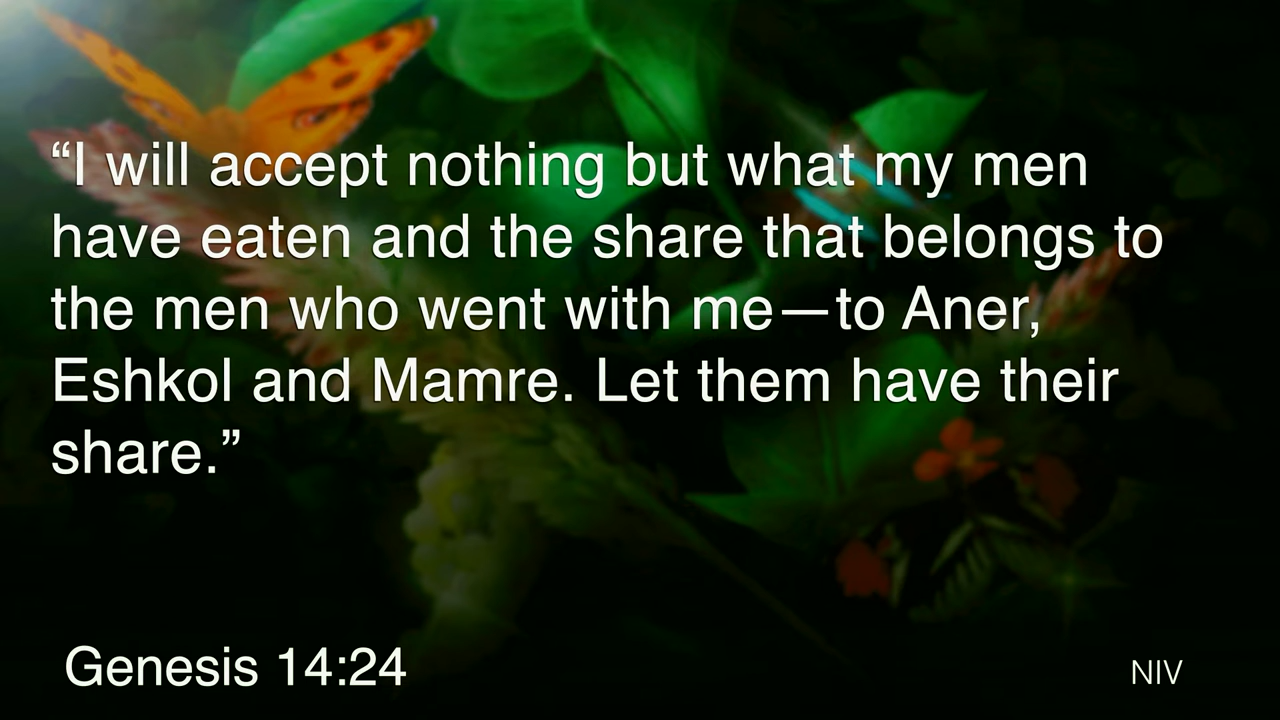 “I will accept nothing but what my men
have eaten and the share that belongs to
the men who went with me—to Aner,
Eshkol and Mamre. Let them have their
share.”
Genesis 14:24
NIV